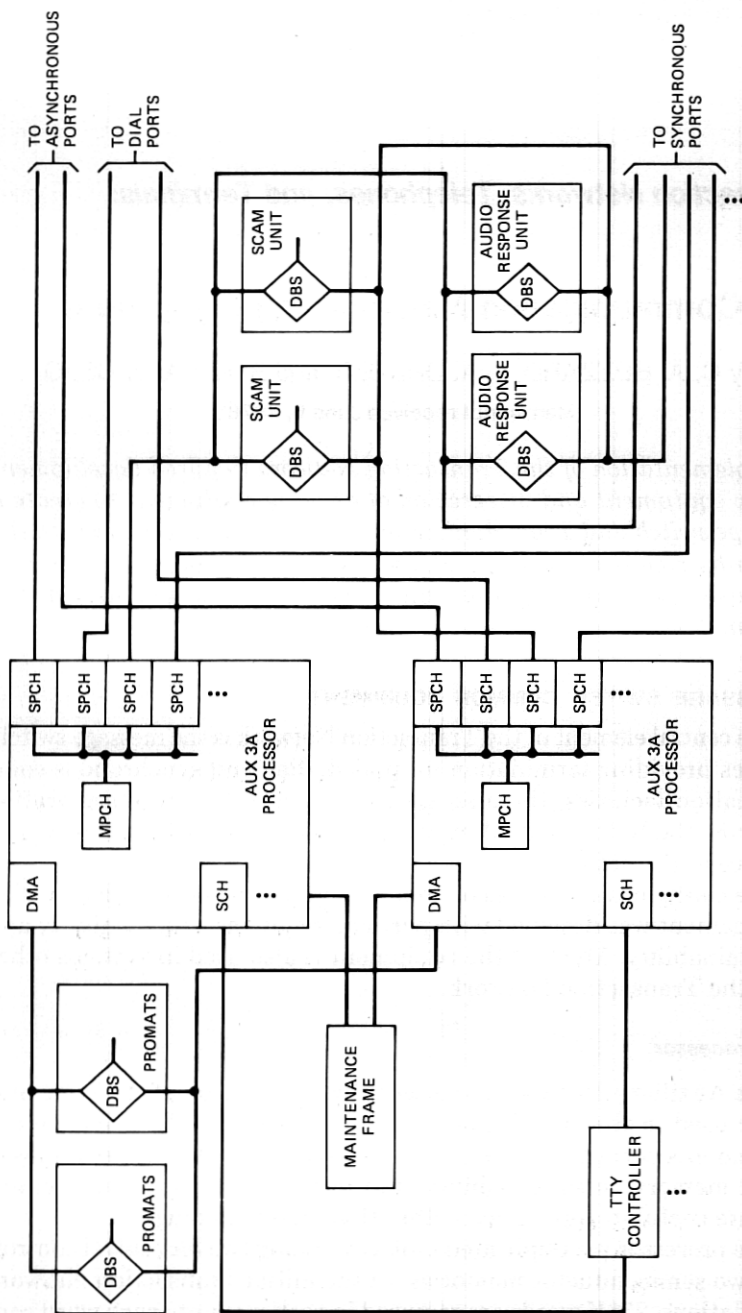 TO
ASYNCHRONOUS
PORTS
TO
DIAL
PORTS
TO
SYNCHRONOUS
PORTS
SCAM
UNIT
DBS
SCAM
UNIT
DBS
AUDIO
RESPONSE
UNIT
DBS
AUDIO
RESPONSE
UNIT
DBS
SPCH
SPCH
SPCH
SPCH
MPCH
AUX 3A
PROCESSOR
DMA
SCH
SPCH
SPCH
SPCH
SPCH
MPCH
AUX 3A
PROCESSOR
DMA
SCH
PROMATS
DBS
PROMATS
DBS
MAINTENANCE
FRAME
TTY
CONTROLLER